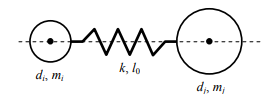 k, l₀
dᵢ, mᵢ
dⱼ, mⱼ